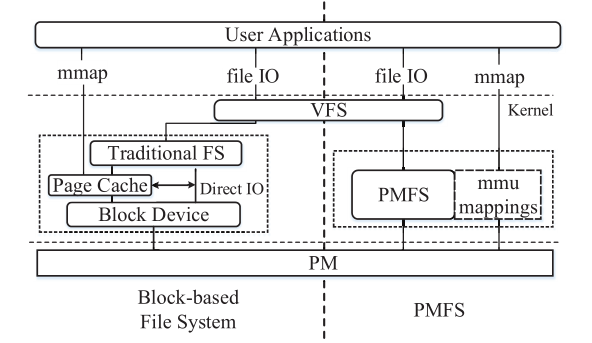 User Applications
mmap
file IO
file IO
mmap
Kernel
VFS
Traditional FS
Page Cache
Direct IO
Block Device
PMFS
mmu
mappings
PM
Block-based
File System
PMFS